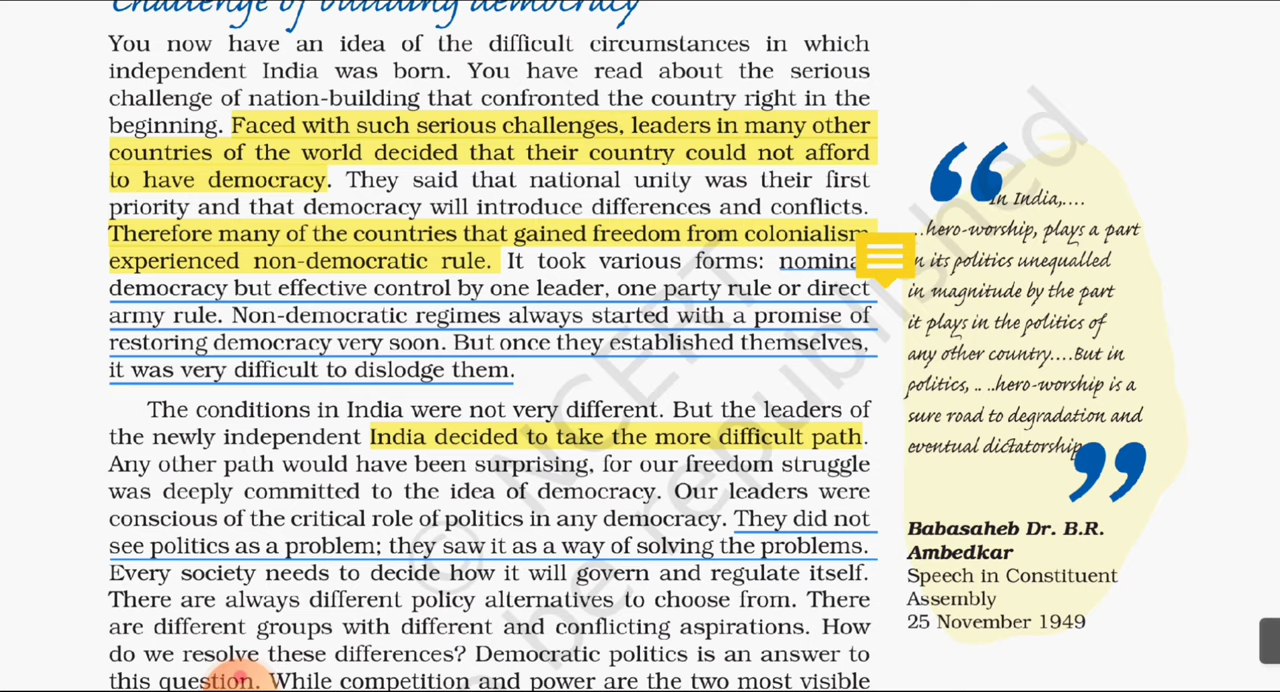 Challenge of building democracy
You now have an idea of the difficult circumstances in which
independent India was born. You have read about the serious
challenge of nation-building that confronted the country right in the
beginning. Faced with such serious challenges, leaders in many other
countries of the world decided that their country could not afford
to have democracy. They said that national unity was their first
priority and that democracy will introduce differences and conflicts.
Therefore many of the countries that gained freedom from colonialism
experienced non-democratic rule. It took various forms: nomina
democracy but effective control by one leader, one party rule or direct
army rule. Non-democratic regimes always started with a promise of
restoring democracy very soon. But once they established themselves,
it was very difficult to dislodge them.
The conditions in India were not very different. But the leaders of
the newly independent India decided to take the more difficult path.
Any other path would have been surprising, for our freedom struggle
was deeply committed to the idea of democracy. Our leaders were
conscious of the critical role of politics in any democracy. They did not
see politics as a problem; they saw it as a way of solving the problems.
Every society needs to decide how it will govern and regulate itself.
There are always different policy alternatives to choose from. There
are different groups with different and conflicting aspirations. How
do we resolve these differences? Democratic politics is an answer to
this question. While competition and power are the two most visible
“In India,....
..hero-worship, plays a part
n its politics unequalled
in magnitude by the part
it plays in the politics of
any other country....But in
politics, .. ..hero-worship is a
sure road to degradation and
eventual dictatorship”
Babasaheb Dr. B.R.
Ambedkar
Speech in Constituent
Assembly
25 November 1949
© NCERT
be republished